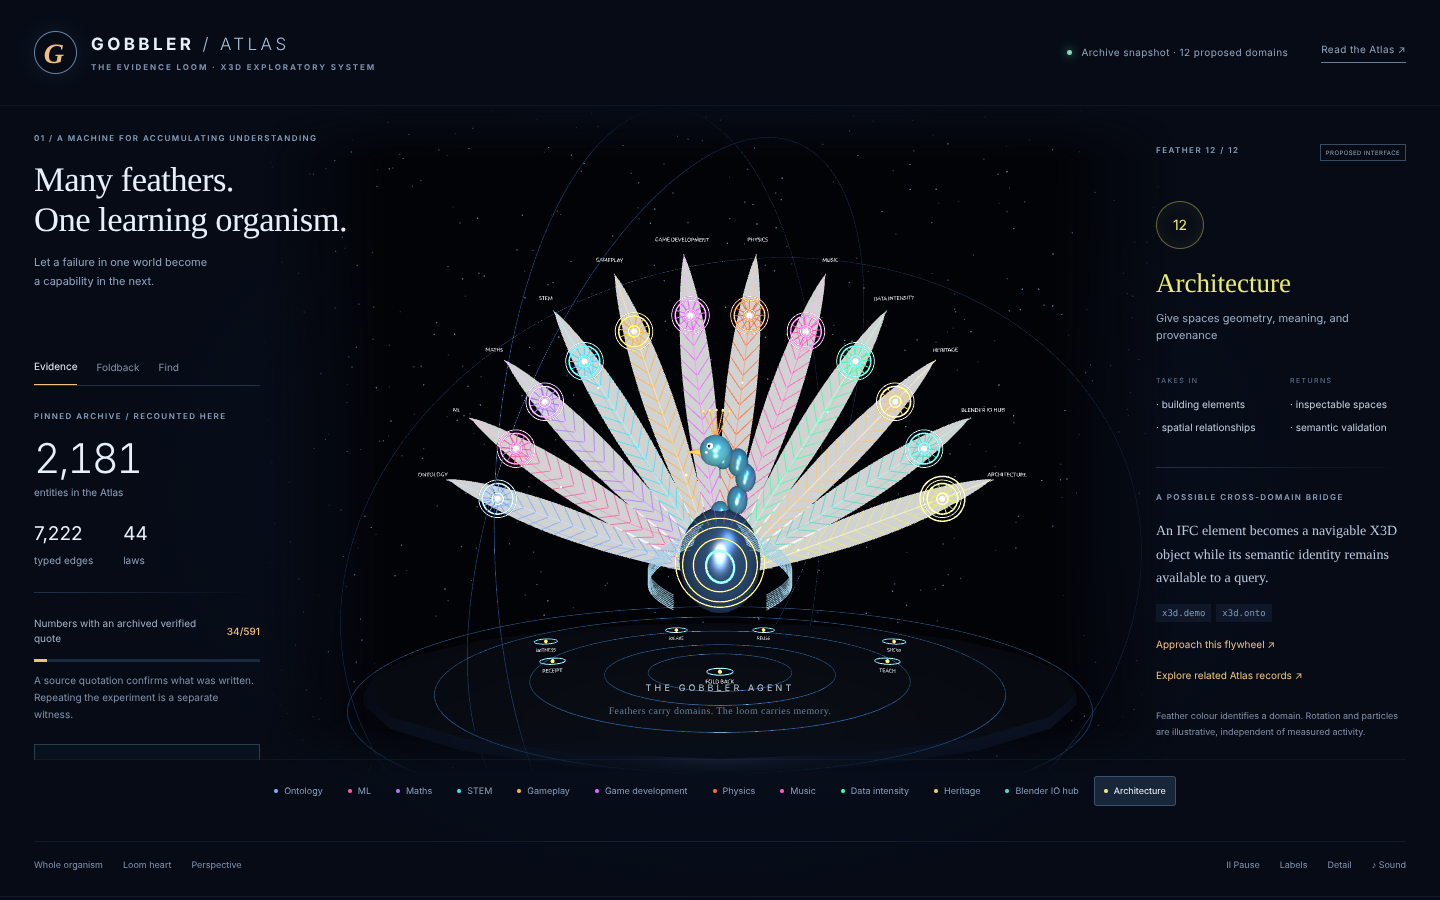 G
GOBBLER / ATLAS
THE EVIDENCE LOOM · X3D EXPLORATORY SYSTEM
Archive snapshot · 12 proposed domains
Read the Atlas ↗
01 / A MACHINE FOR ACCUMULATING UNDERSTANDING
Many feathers.
One learning organism.
Let a failure in one world become
a capability in the next.
Evidence
Foldback
Find
PINNED ARCHIVE / RECOUNTED HERE
2,181
entities in the Atlas
7,222
44
typed edges
laws
Numbers with an archived verified
quote
34/591
A source quotation confirms what was written.
Repeating the experiment is a separate
witness.
GAME DEVELOPMENT
PHYSICS
GAMEPLAY
MUSIC
STEM
DATA INTENSITY
MATHS
HERITAGE
ML
BLENDER IO HUB
ONTOLOGY
ARCHITECTURE
REUSE
WITNESS
SHOW
RECEIPT
TEACH
FOLD BACK
THE GOBBLER AGENT
Feathers carry domains. The loom carries memory.
FEATHER 12 / 12
PROPOSED INTERFACE
12
Architecture
Give spaces geometry, meaning, and
provenance
TAKES IN
RETURNS
· building elements
· inspectable spaces
· spatial relationships
· semantic validation
A POSSIBLE CROSS-DOMAIN BRIDGE
An IFC element becomes a navigable X3D
object while its semantic identity remains
available to a query.
x3d.demo
x3d.onto
Approach this flywheel ↗
Explore related Atlas records ↗
Feather colour identifies a domain. Rotation and particles
are illustrative, independent of measured activity.
Ontology
ML
Maths
STEM
Gameplay
Game development
Physics
Music
Data intensity
Heritage
Blender IO hub
Architecture
Whole organism
Loom heart
Perspective
II Pause
Labels
Detail
♪ Sound